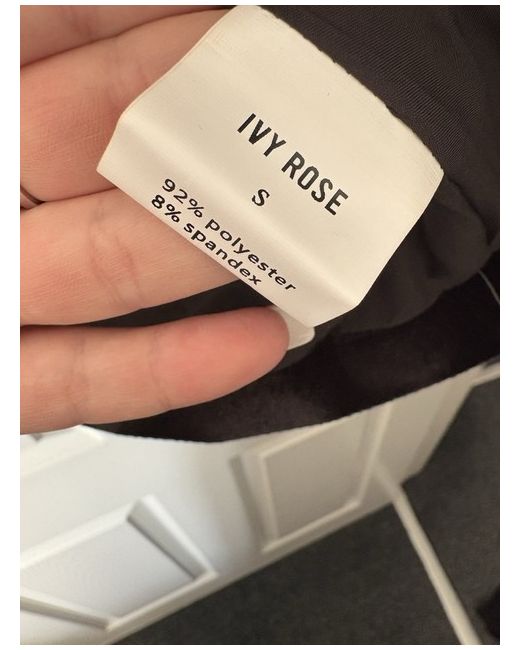 IVY ROSE
S
92% polyester
8% spandex